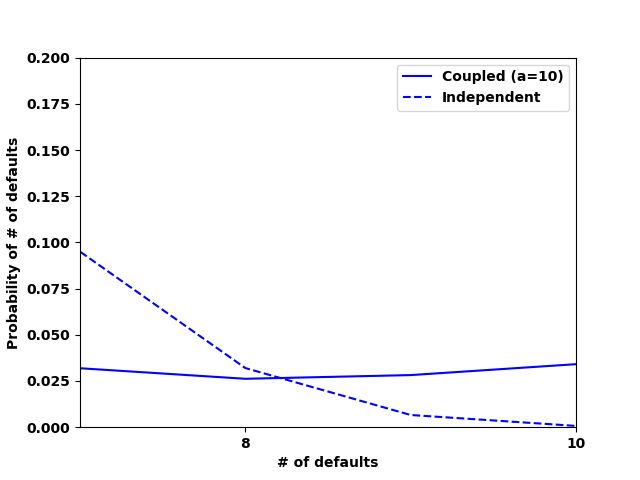 0.200
0.175
0.150
0.125
0.100
0.075
0.050
0.025
0.000
Probability of # of defaults
Coupled (a=10)
Independent
8
10
# of defaults